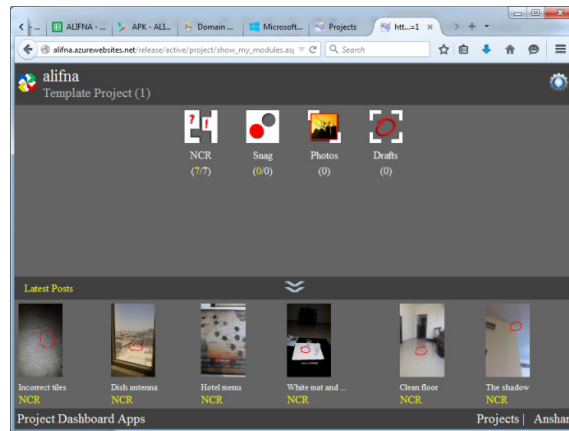 ALIFNA - ...
APK - ALI...
Domain ...
Microsoft...
Projects
htt...=1
alifna.azurewebsites.net/release/active/project/show_my_modules.asp
Search
alifna
Template Project (1)
NCR
Snag
Photos
Drafts
(7/7)
(0/0)
(0)
(0)
Latest Posts
Incorrect tiles
Dish antenna
Hotel menu
White mat and ...
Clean floor
The shadow
NCR
NCR
NCR
NCR
NCR
NCR
Project Dashboard Apps
Projects |
Anshar